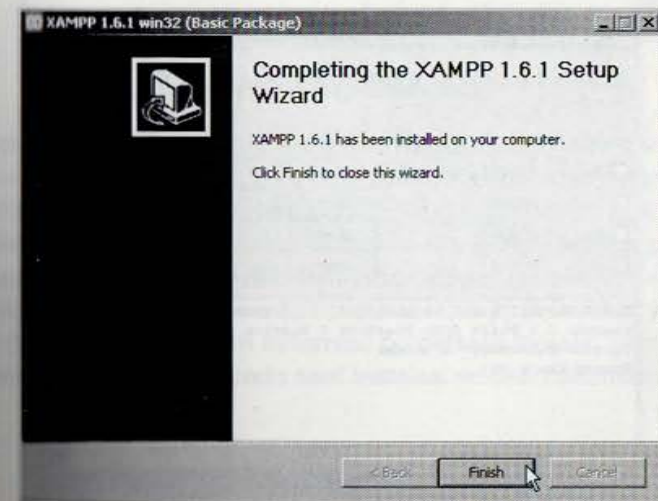 XAMPP 1.6.1 win32 (Basic Package)
Completing the XAMPP 1.6.1 Setup
Wizard
XAMPP 1.6.1 has been installed on your computer.
Click Finish to close this wizard.
< Back Finish Cancel